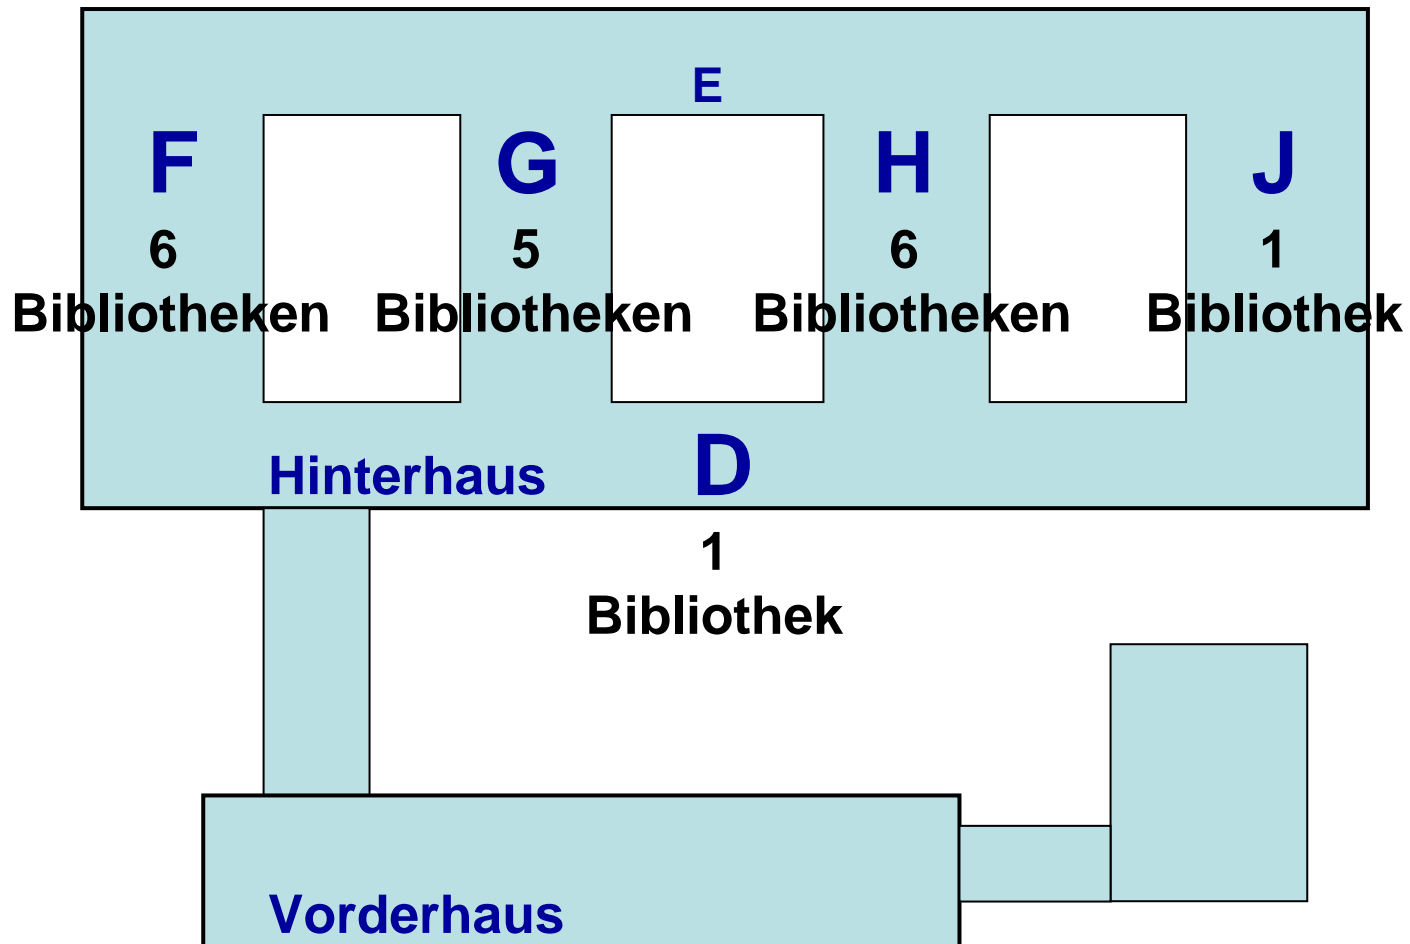 E
F G H J
6 5 6 1
Bibliotheken Bibliotheken Bibliotheken Bibliothek
Hinterhaus D
1
Bibliothek
Vorderhaus